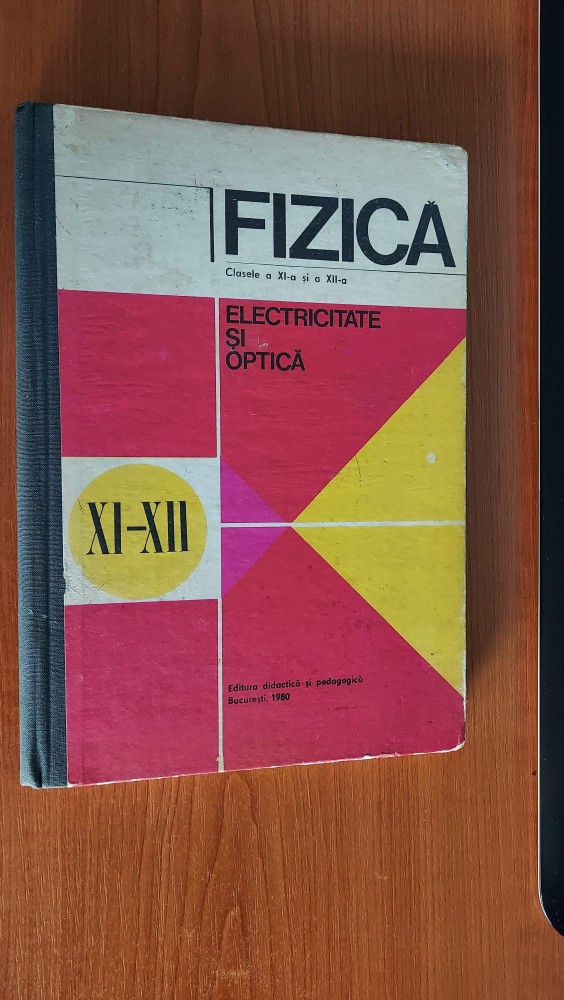 FIZICĂ
Clasele a XI-a și a XII-a
ELECTRICITATE
ȘI
OPTICĂ
XI-XII
Editura didactică și pedagogică
București, 1980